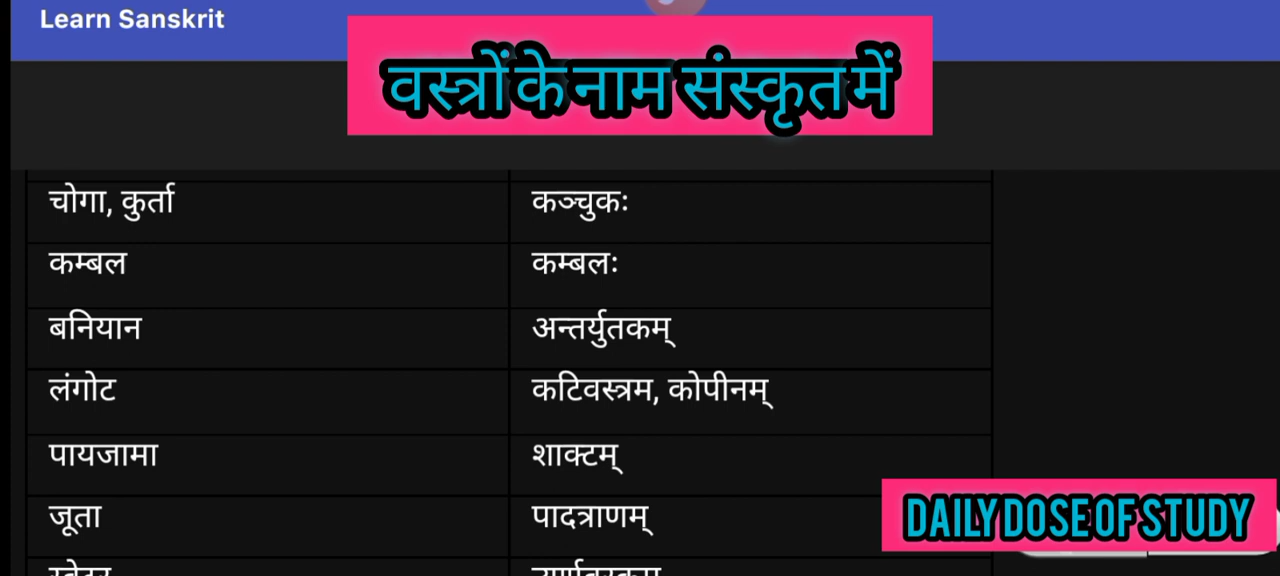 Learn Sanskrit
वस्त्रों के नाम संस्कृत में
चोगा, कुर्ता कञ्चुकः
कम्बल कम्बलः
बनियान अन्तर्युतकम्
लंगोट कटिवस्त्रम, कोपीनम्
पायजामा शाक्टम्
जूता पादत्राणम्
DAILY DOSE OF STUDY